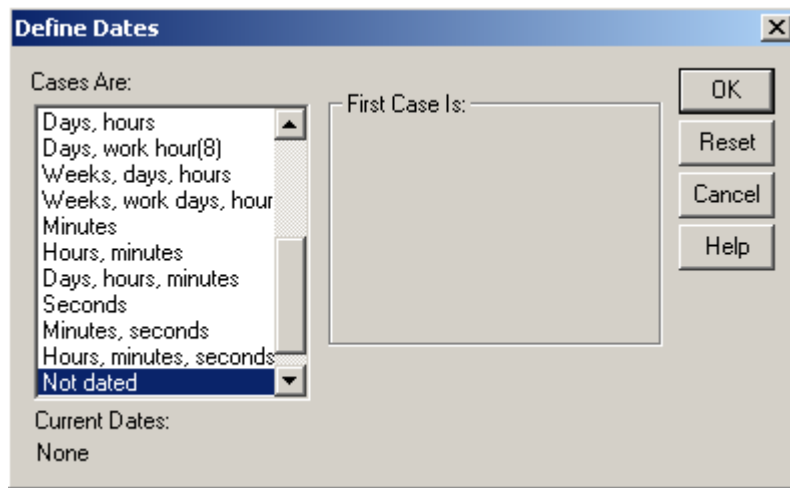 Define Dates
Cases Are:
Days, hours
Days, work hour(8)
Weeks, days, hours
Weeks, work days, hour
Minutes
Hours, minutes
Days, hours, minutes
Seconds
Minutes, seconds
Hours, minutes, seconds
Not dated
Current Dates:
None
First Case Is:
OK
Reset
Cancel
Help